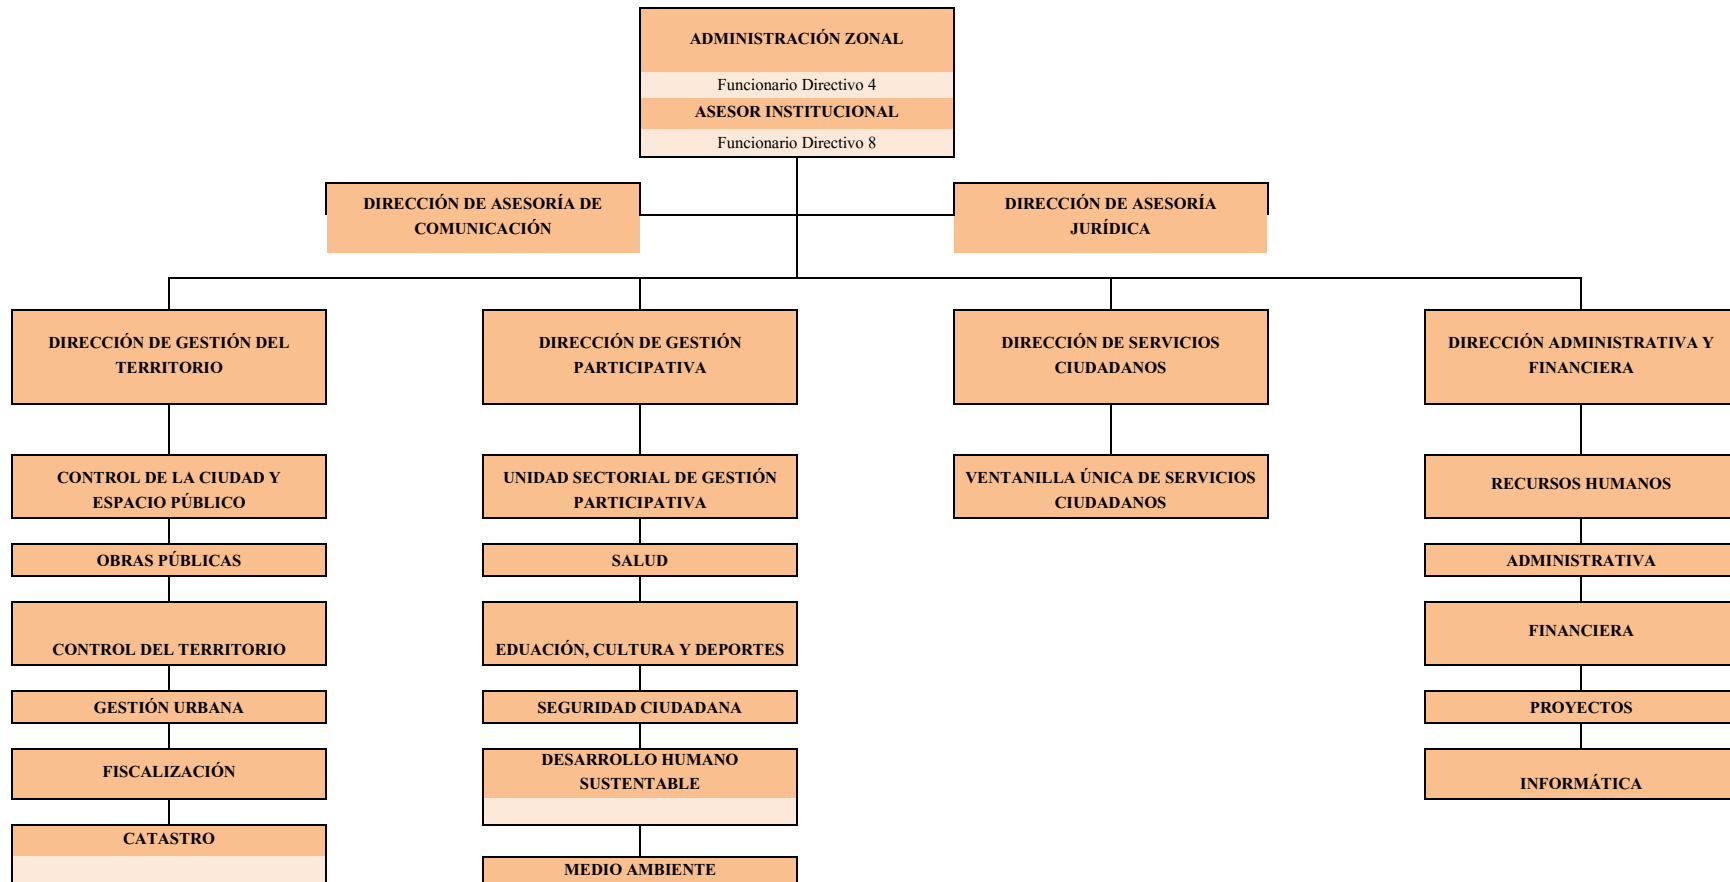 ADMINISTRACIÓN ZONAL
Funcionario Directivo 4
ASESOR INSTITUCIONAL
Funcionario Directivo 8
DIRECCIÓN DE ASESORÍA DE
COMUNICACIÓN
DIRECCIÓN DE ASESORÍA
JURÍDICA
DIRECCIÓN DE GESTIÓN DEL
TERRITORIO
DIRECCIÓN DE GESTIÓN
PARTICIPATIVA
DIRECCIÓN DE SERVICIOS
CIUDADANOS
DIRECCIÓN ADMINISTRATIVA Y
FINANCIERA
CONTROL DE LA CIUDAD Y
ESPACIO PÚBLICO
UNIDAD SECTORIAL DE GESTIÓN
PARTICIPATIVA
VENTANILLA ÚNICA DE SERVICIOS
CIUDADANOS
RECURSOS HUMANOS
OBRAS PÚBLICAS
SALUD
ADMINISTRATIVA
CONTROL DEL TERRITORIO
EDUACIÓN, CULTURA Y DEPORTES
FINANCIERA
GESTIÓN URBANA
SEGURIDAD CIUDADANA
PROYECTOS
FISCALIZACIÓN
DESARROLLO HUMANO
SUSTENTABLE
INFORMÁTICA
CATASTRO
MEDIO AMBIENTE